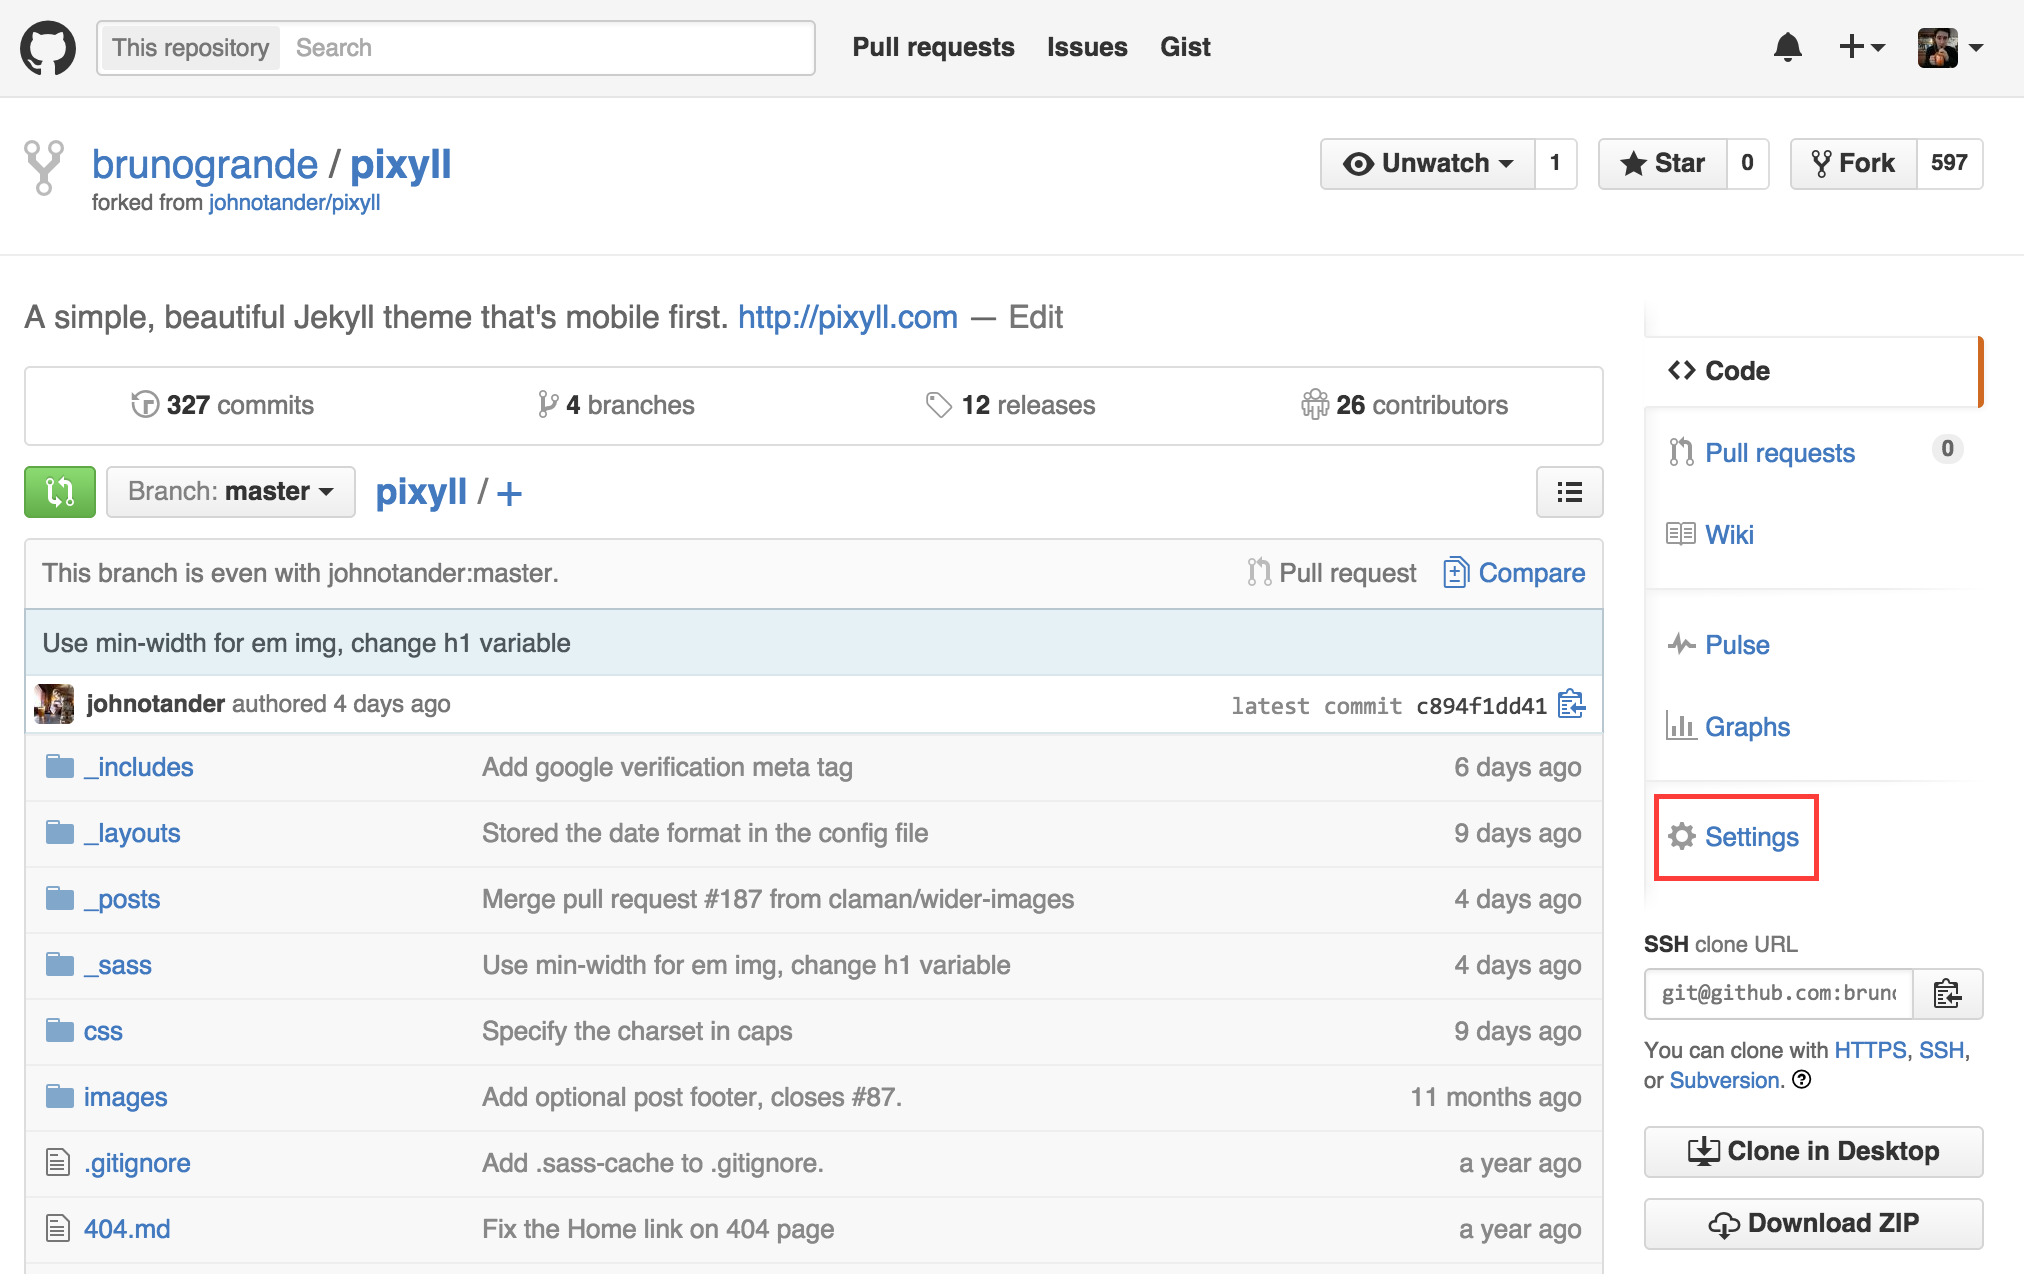 This repository Search Pull requests Issues Gist
brunogrande / pixyll
forked from johnotander/pixyll
Unwatch 1 Star 0 Fork 597
A simple, beautiful Jekyll theme that's mobile first. http://pixyll.com — Edit
327 commits 4 branches 12 releases 26 contributors
Branch: master pixyll / +
This branch is even with johnotander:master. Pull request Compare
Use min-width for em img, change h1 variable
johnotander authored 4 days ago latest commit c894f1dd41
_includes Add google verification meta tag 6 days ago
_layouts Stored the date format in the config file 9 days ago
_posts Merge pull request #187 from claman/wider-images 4 days ago
_sass Use min-width for em img, change h1 variable 4 days ago
css Specify the charset in caps 9 days ago
images Add optional post footer, closes #87. 11 months ago
.gitignore Add .sass-cache to .gitignore. a year ago
404.md Fix the Home link on 404 page a year ago
Code
Pull requests 0
Wiki
Pulse
Graphs
Settings
SSH clone URL
git@github.com:brun
You can clone with HTTPS, SSH,
or Subversion.
Clone in Desktop
Download ZIP